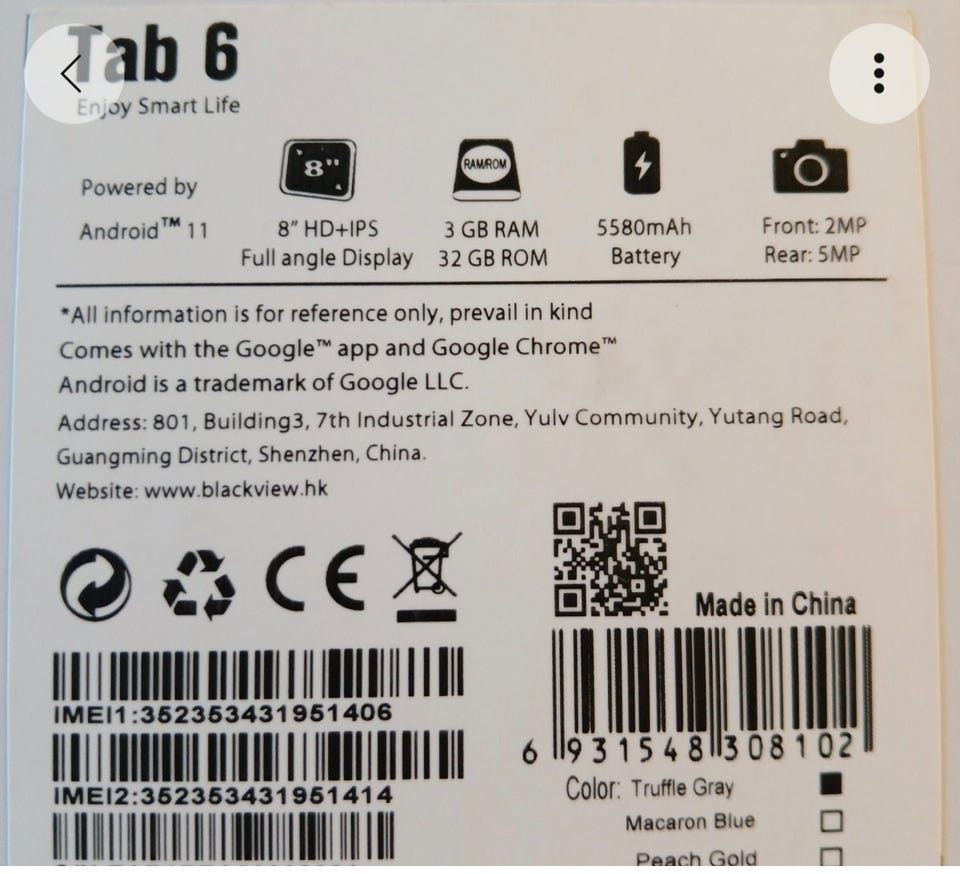 Tab 6
Enjoy Smart Life
Powered by
Android™ 11
8"
8" HD+IPS
Full angle Display
RAM/ROM
3 GB RAM
32 GB ROM
5580mAh
Battery
Front: 2MP
Rear: 5MP
*All information is for reference only, prevail in kind
Comes with the Google™ app and Google Chrome™
Android is a trademark of Google LLC.
Address: 801, Building3, 7th Industrial Zone, Yulv Community, Yutang Road,
Guangming District, Shenzhen, China.
Website: www.blackview.hk
CE
Made in China
IMEI1:352353431951406
IMEI2:352353431951414
6 931548 308102
Color: Truffle Gray
Macaron Blue
Peach Gold